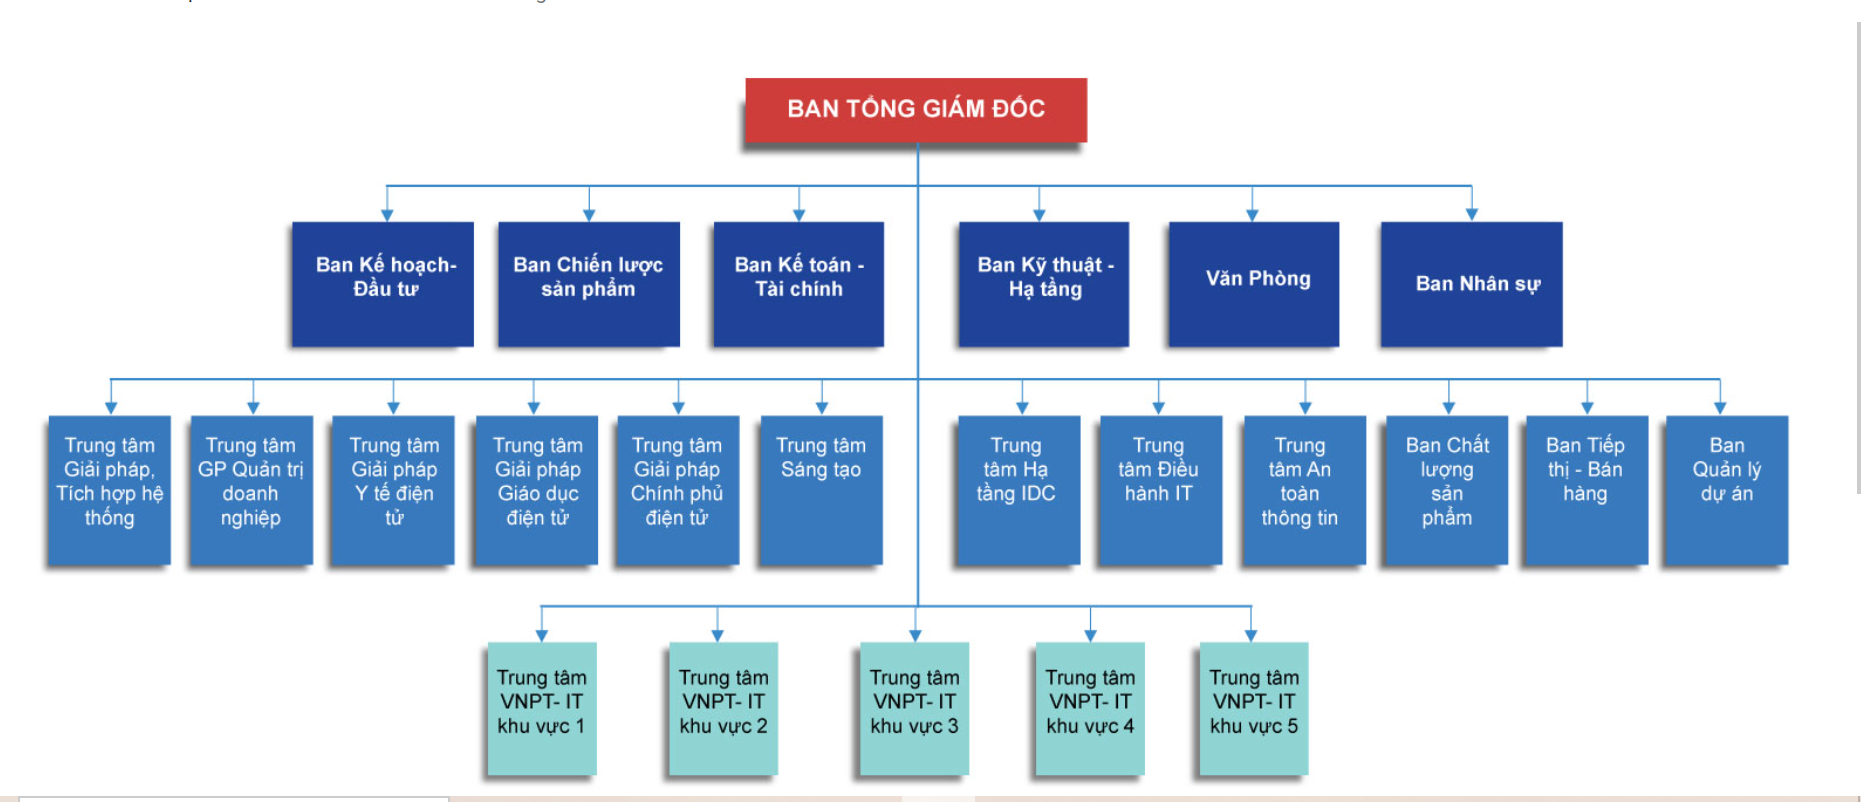 BAN TỔNG GIÁM ĐỐC
Ban Kế hoạch-
Đầu tư
Ban Chiến lược
sản phẩm
Ban Kế toán -
Tài chính
Ban Kỹ thuật -
Hạ tầng
Văn Phòng
Ban Nhân sự
Trung tâm
Giải pháp,
Tích hợp hệ
thống
Trung tâm
GP Quản trị
doanh
nghiệp
Trung tâm
Giải pháp
Y tế điện
tử
Trung tâm
Giải pháp
Giáo dục
điện tử
Trung tâm
Giải pháp
Chính phủ
điện tử
Trung tâm
Sáng tạo
Trung
tâm Hạ
tầng IDC
Trung
tâm Điều
hành IT
Trung
tâm An
toàn
thông tin
Ban Chất
lượng
sản
phẩm
Ban Tiếp
thị - Bán
hàng
Ban
Quản lý
dự án
Trung tâm
VNPT- IT
khu vực 1
Trung tâm
VNPT- IT
khu vực 2
Trung tâm
VNPT- IT
khu vực 3
Trung tâm
VNPT- IT
khu vực 4
Trung tâm
VNPT- IT
khu vực 5